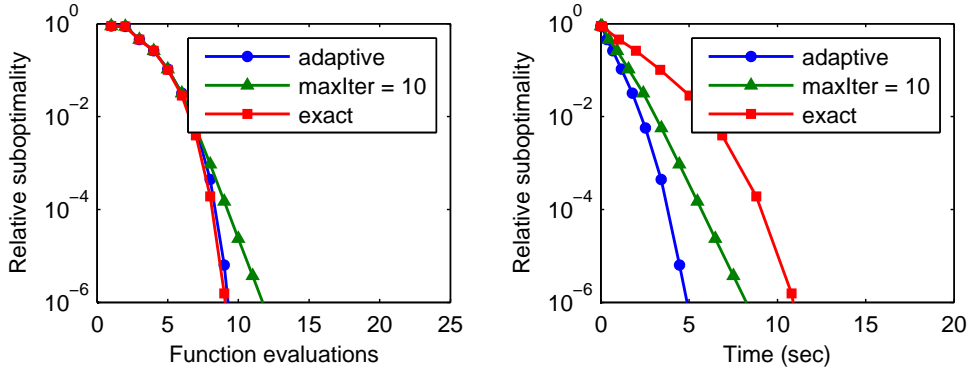 10^0
10^−2
10^−4
10^−6
Relative suboptimality
adaptive
maxIter = 10
exact
0 5 10 15 20 25
Function evaluations
10^0
10^−2
10^−4
10^−6
Relative suboptimality
adaptive
maxIter = 10
exact
0 5 10 15 20
Time (sec)